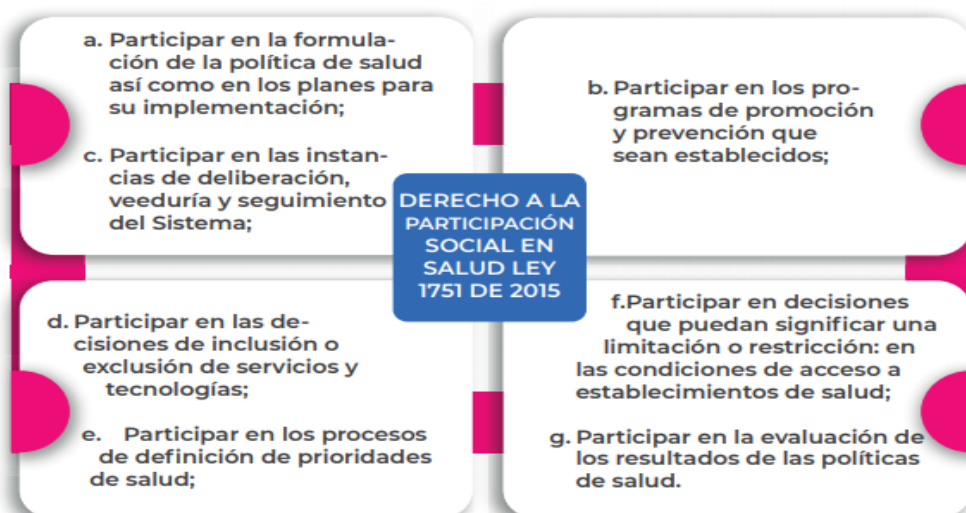 a. Participar en la formula-
ción de la política de salud
así como en los planes para
su implementación;
c. Participar en las instan-
cias de deliberación,
veeduría y seguimiento
del Sistema;
b. Participar en los pro-
gramas de promoción
y prevención que
sean establecidos;
DERECHO A LA
PARTICIPACIÓN
SOCIAL EN
SALUD LEY
1751 DE 2015
d. Participar en las de-
cisiones de inclusión o
exclusión de servicios y
tecnologías;
e. Participar en los procesos
de definición de prioridades
de salud;
f.Participar en decisiones
que puedan significar una
limitación o restricción: en
las condiciones de acceso a
establecimientos de salud;
g. Participar en la evaluación de
los resultados de las políticas
de salud.